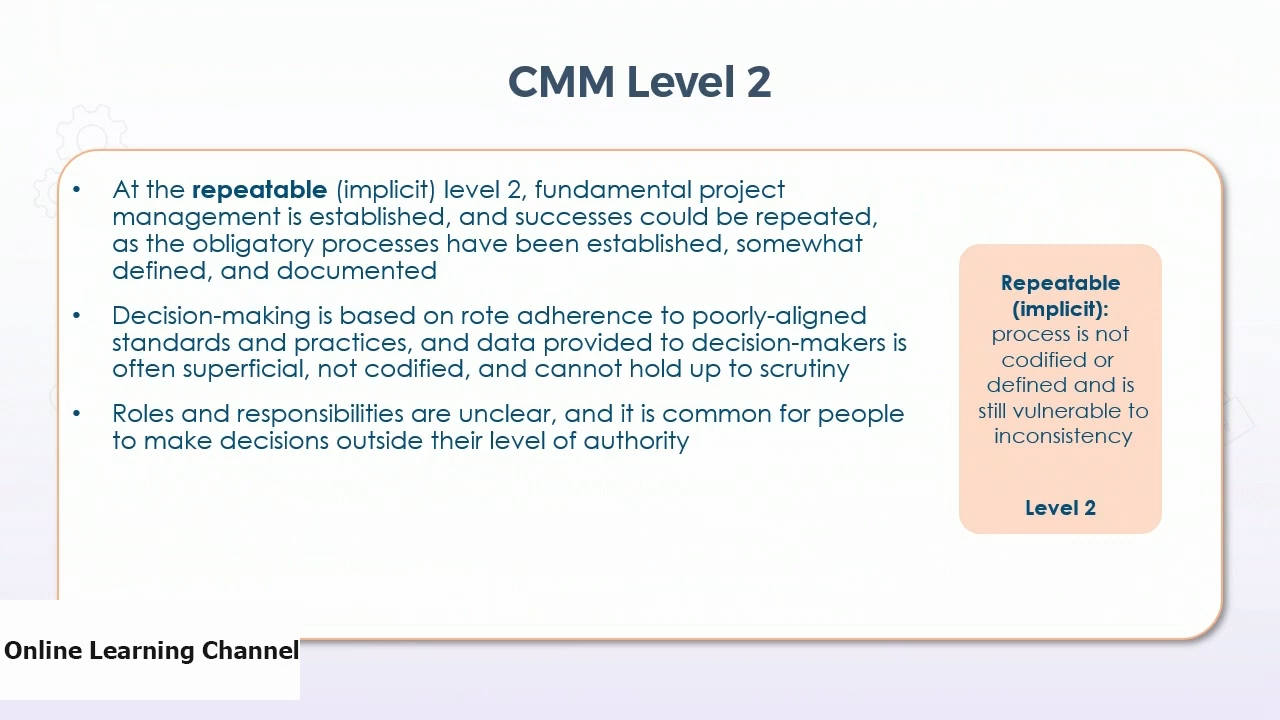 CMM Level 2
• At the repeatable (implicit) level 2, fundamental project
management is established, and successes could be repeated,
as the obligatory processes have been established, somewhat
defined, and documented
• Decision-making is based on rote adherence to poorly-aligned
standards and practices, and data provided to decision-makers is
often superficial, not codified, and cannot hold up to scrutiny
• Roles and responsibilities are unclear, and it is common for people
to make decisions outside their level of authority
Repeatable
(implicit):
process is not
codified or
defined and is
still vulnerable to
inconsistency
Level 2
Online Learning Channel